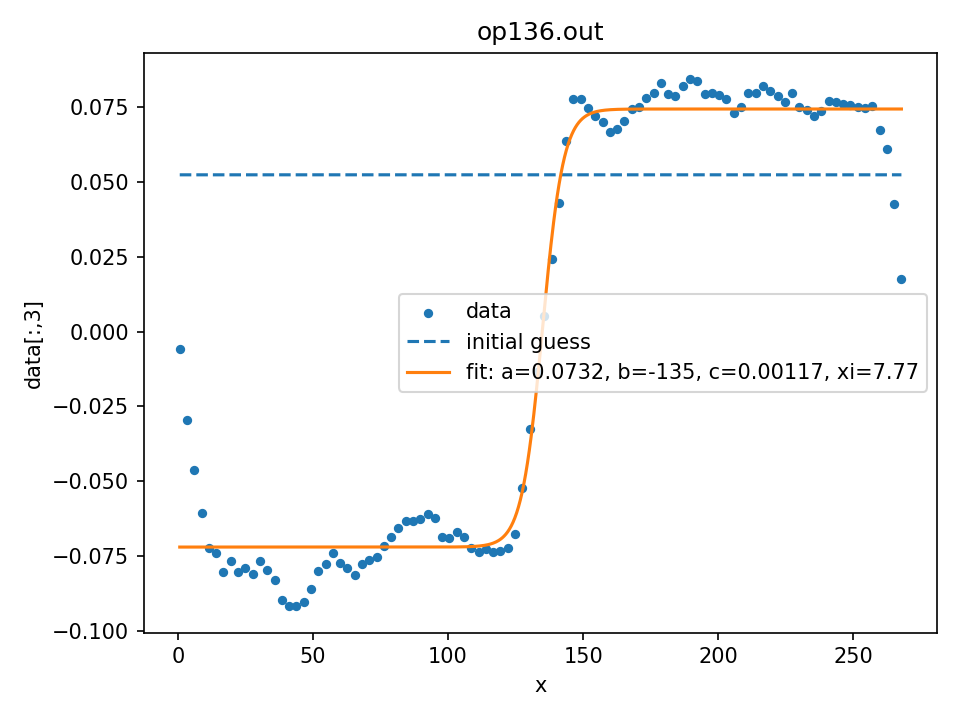 op136.out
0.075
0.050
0.025
0.000
−0.025
−0.050
−0.075
−0.100
data[:,3]
data
initial guess
fit: a=0.0732, b=-135, c=0.00117, xi=7.77
0 50 100 150 200 250
x